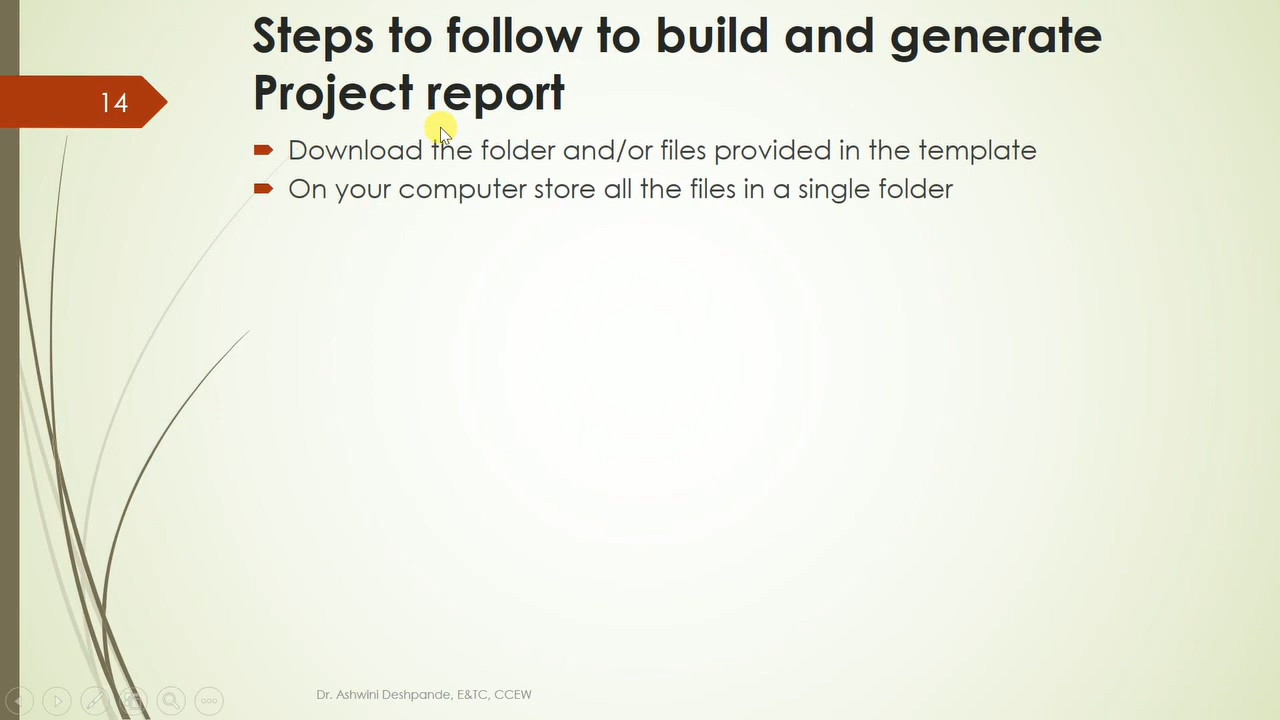 Steps to follow to build and generate
Project report
14
Download the folder and/or files provided in the template
On your computer store all the files in a single folder
Dr. Ashwini Deshpande, E&TC, CCEW